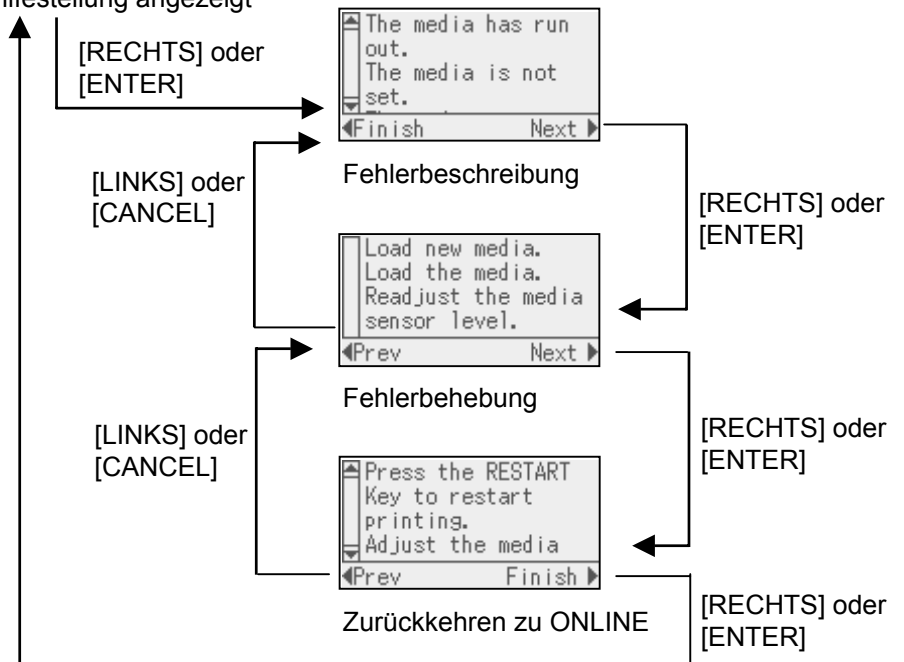 angezeigt
[RECHTS] oder
[ENTER]
The media has run
out.
The media is not
set.
Finish Next
Fehlerbeschreibung
[LINKS] oder
[CANCEL]
[RECHTS] oder
[ENTER]
Load new media.
Load the media.
Readjust the media
sensor level.
Prev Next
Fehlerbehebung
[LINKS] oder
[CANCEL]
[RECHTS] oder
[ENTER]
Press the RESTART
Key to restart
printing.
Adjust the media
Prev Finish
Zurückkehren zu ONLINE
[RECHTS] oder
[ENTER]